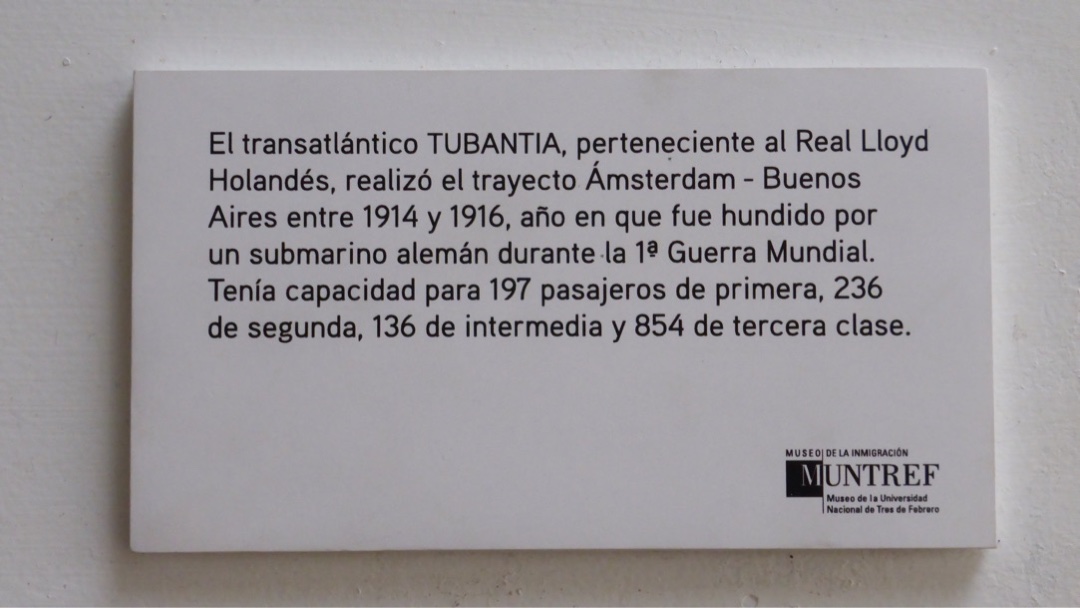 El transatlántico TUBANTIA, perteneciente al Real Lloyd
Holandés, realizó el trayecto Ámsterdam - Buenos
Aires entre 1914 y 1916, año en que fue hundido por
un submarino alemán durante la 1ª Guerra Mundial.
Tenía capacidad para 197 pasajeros de primera, 236
de segunda, 136 de intermedia y 854 de tercera clase.
MUSEO DE LA INMIGRACIÓN
MUNTREF
Museo de la Universidad
Nacional de Tres de Febrero